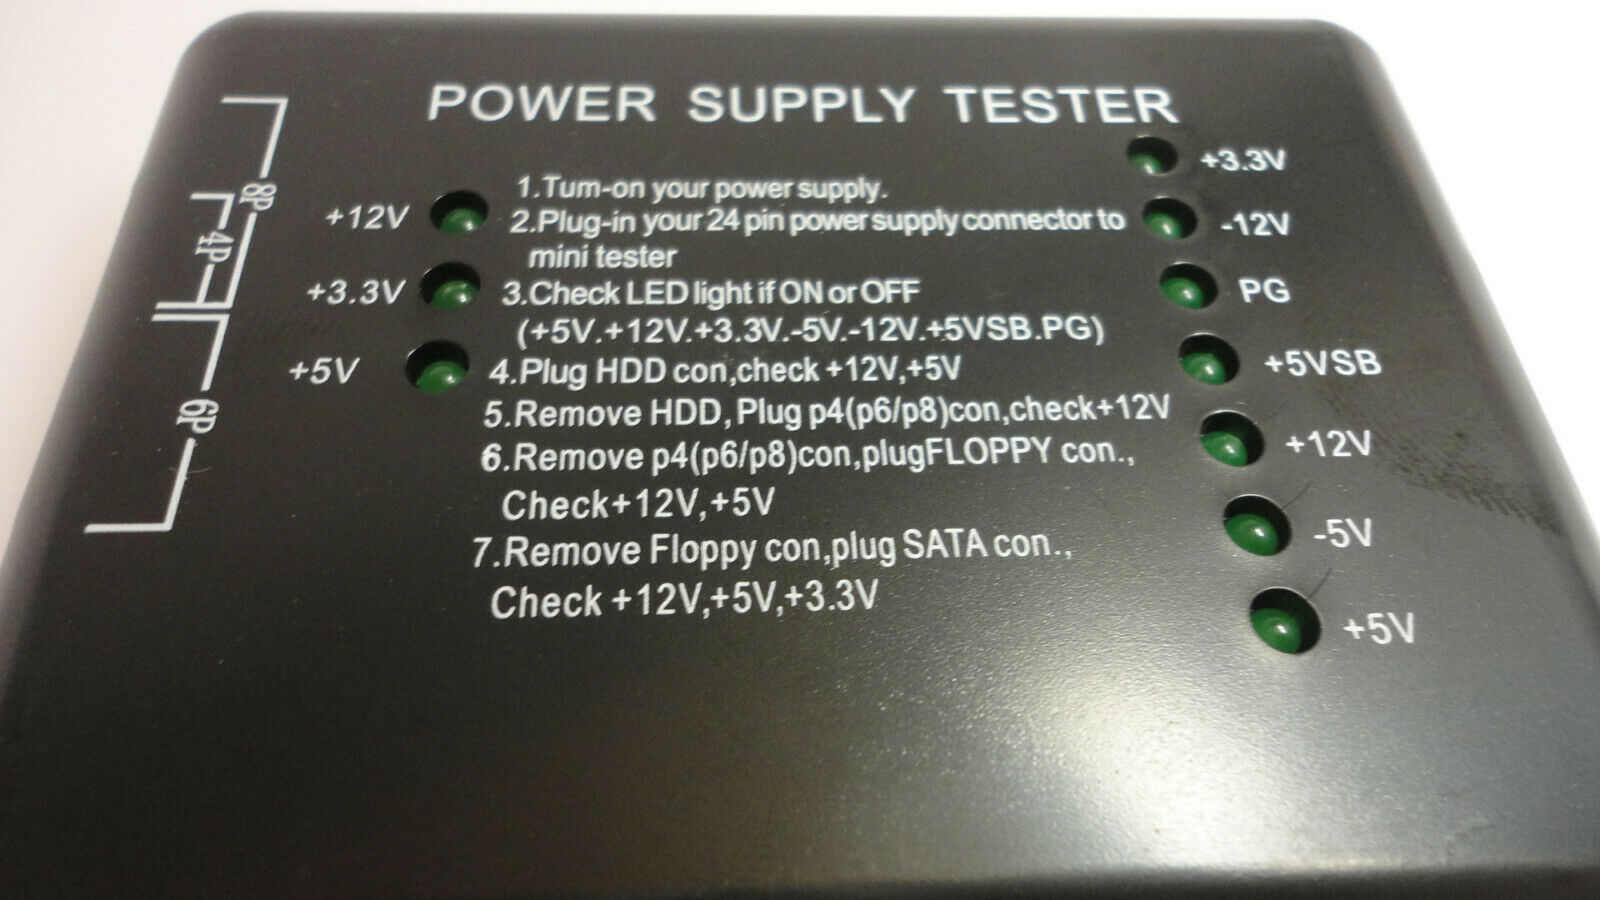 POWER SUPPLY TESTER
8P
4P
6P
+12V
+3.3V
+5V
1.Turn-on your power supply.
2.Plug-in your 24 pin power supply connector to
mini tester
3.Check LED light if ON or OFF
(+5V.+12V.+3.3V.-5V.-12V.+5VSB.PG)
4.Plug HDD con,check +12V,+5V
5.Remove HDD, Plug p4(p6/p8)con,check+12V
6.Remove p4(p6/p8)con,plugFLOPPY con.,
Check+12V,+5V
7.Remove Floppy con,plug SATA con.,
Check +12V,+5V,+3.3V
+3.3V
-12V
PG
+5VSB
+12V
-5V
+5V